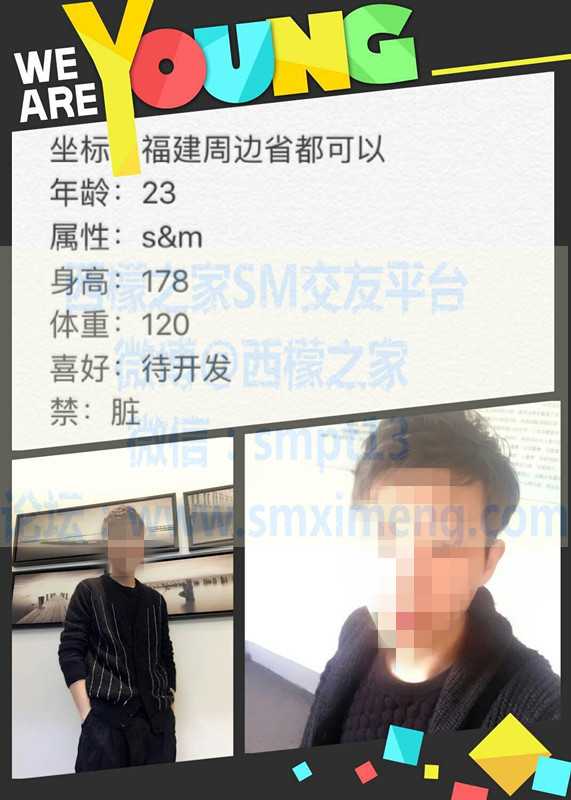 WE
ARE
YOUNG
坐标：福建周边省都可以
年龄：23
属性：s&m
身高：178
体重：120
喜好：待开发
禁：脏
西檬之家SM交友平台
微博@西檬之家
微信：smpt13
论坛：www.smximeng.com